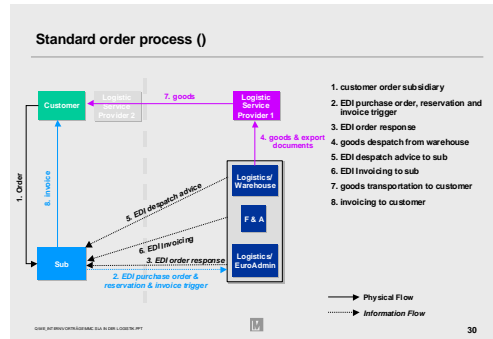 Standard order process ()
Customer
Logistic
Service
Provider 2
7. goods
Logistic
Service
Provider 1
4. goods & export
documents
1. Order
8. invoice
5. EDI despatch advice
6. EDI Invoicing
3. EDI order response
2. EDI purchase order &
reservation & invoice trigger
Sub
Logistics/
Warehouse
F & A
Logistics/
EuroAdmin
1. customer order subsidiary
2. EDI purchase order, reservation and
invoice trigger
3. EDI order response
4. goods despatch from warehouse
5. EDI despatch advice to sub
6. EDI Invoicing to sub
7. goods transportation to customer
8. invoicing to customer
Physical Flow
Information Flow
30